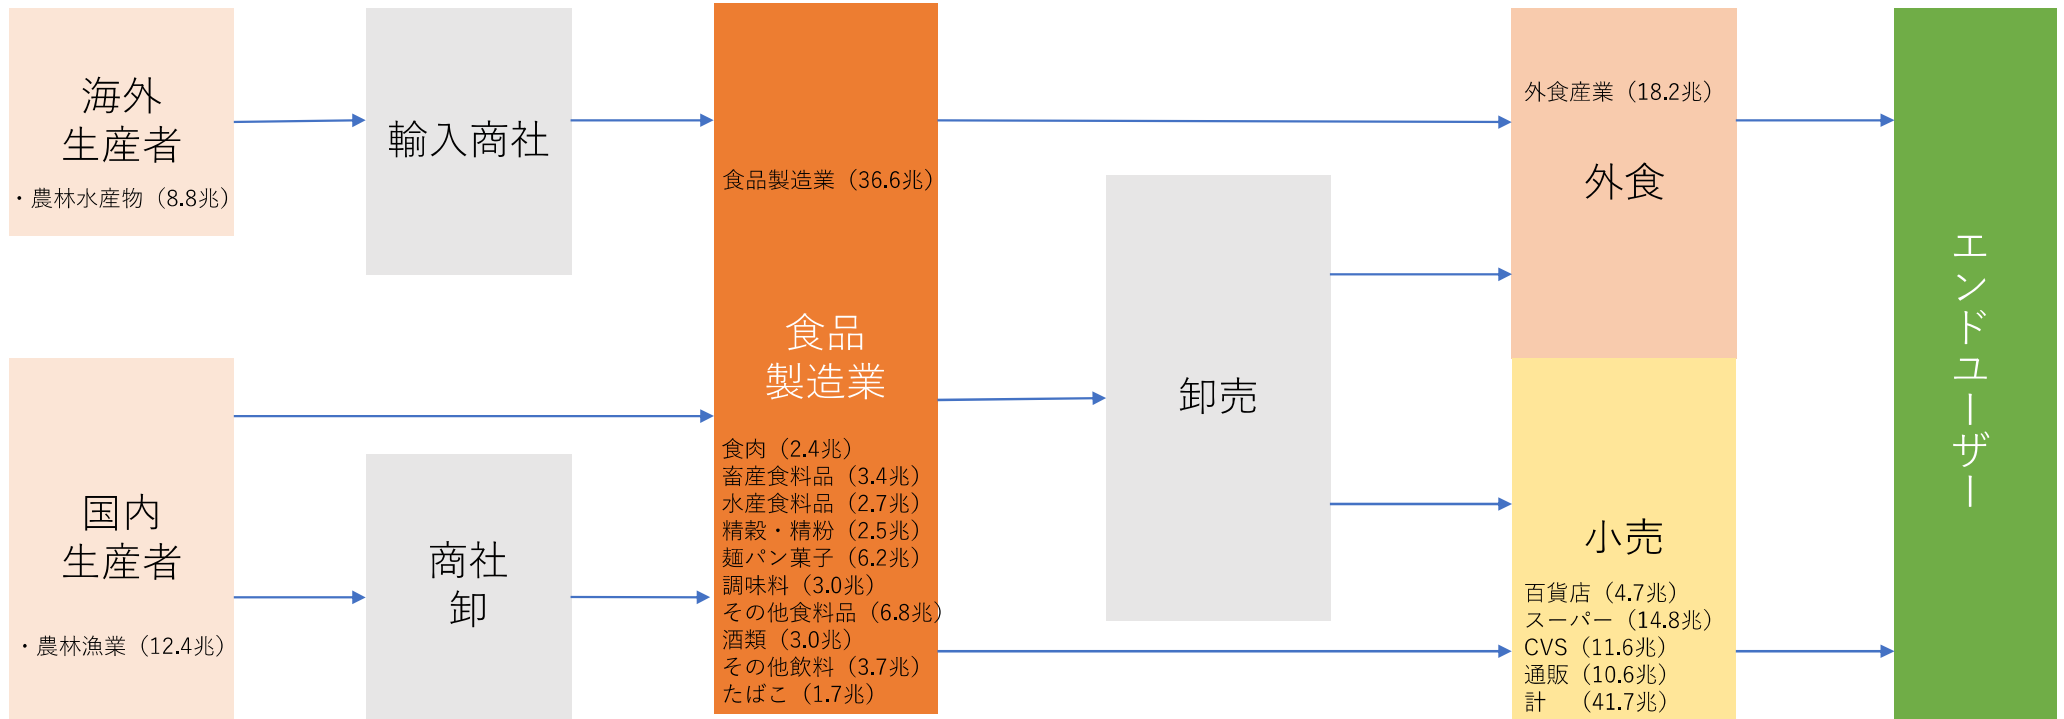 海外
生産者
・農林水産物（8.8兆）
国内
生産者
・農林漁業（12.4兆）
輸入商社
商社
卸
食品製造業（36.6兆）
食品
製造業
食肉（2.4兆）
畜産食料品（3.4兆）
水産食料品（2.7兆）
精穀・精粉（2.5兆）
麺パン菓子（6.2兆）
調味料（3.0兆）
その他食料品（6.8兆）
酒類（3.0兆）
その他飲料（3.7兆）
たばこ（1.7兆）
卸売
外食産業（18.2兆）
外食
小売
百貨店（4.7兆）
スーパー（14.8兆）
CVS（11.6兆）
通販（10.6兆）
計　（41.7兆）
エンドユーザー